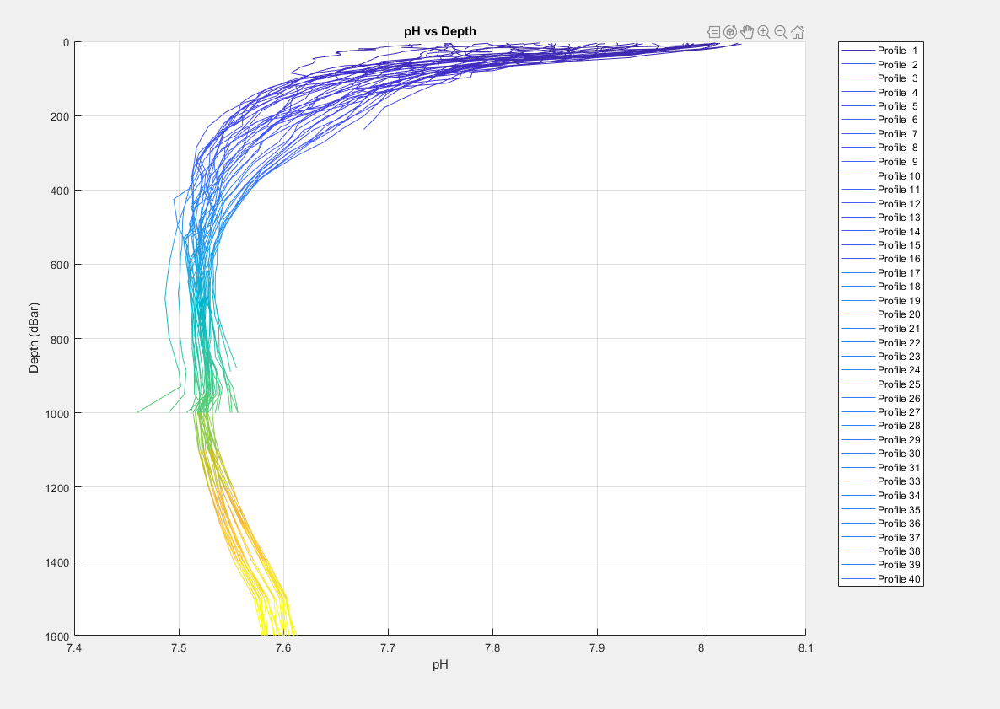 pH vs Depth
0
200
400
600
800
1000
1200
1400
1600
Depth (dBar)
7.4
7.5
7.6
7.7
7.8
7.9
8
8.1
pH
Profile 1
Profile 2
Profile 3
Profile 4
Profile 5
Profile 6
Profile 7
Profile 8
Profile 9
Profile 10
Profile 11
Profile 12
Profile 13
Profile 14
Profile 15
Profile 16
Profile 17
Profile 18
Profile 19
Profile 20
Profile 21
Profile 22
Profile 23
Profile 24
Profile 25
Profile 26
Profile 27
Profile 28
Profile 29
Profile 30
Profile 31
Profile 33
Profile 34
Profile 35
Profile 36
Profile 37
Profile 38
Profile 39
Profile 40